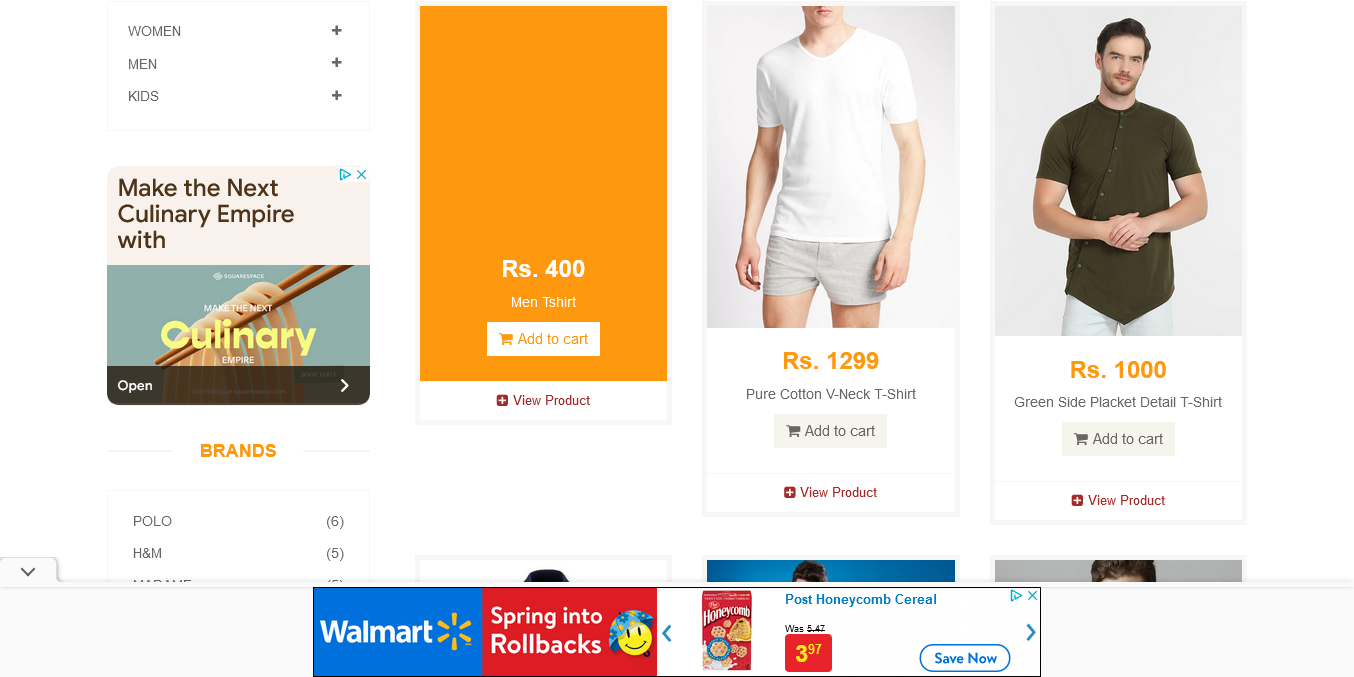 WOMEN
MEN
KIDS
Make the Next
Culinary Empire
with
SQUARESPACE
MAKE THE NEXT
Culinary
EMPIRE
Open
BRANDS
POLO (6)
H&M (5)
Rs. 400
Men Tshirt
Add to cart
View Product
Rs. 1299
Pure Cotton V-Neck T-Shirt
Add to cart
View Product
Rs. 1000
Green Side Placket Detail T-Shirt
Add to cart
View Product
Walmart
Spring into
Rollbacks
Post
Honeycomb
Post Honeycomb Cereal
Was 5.47
3.97
Save Now